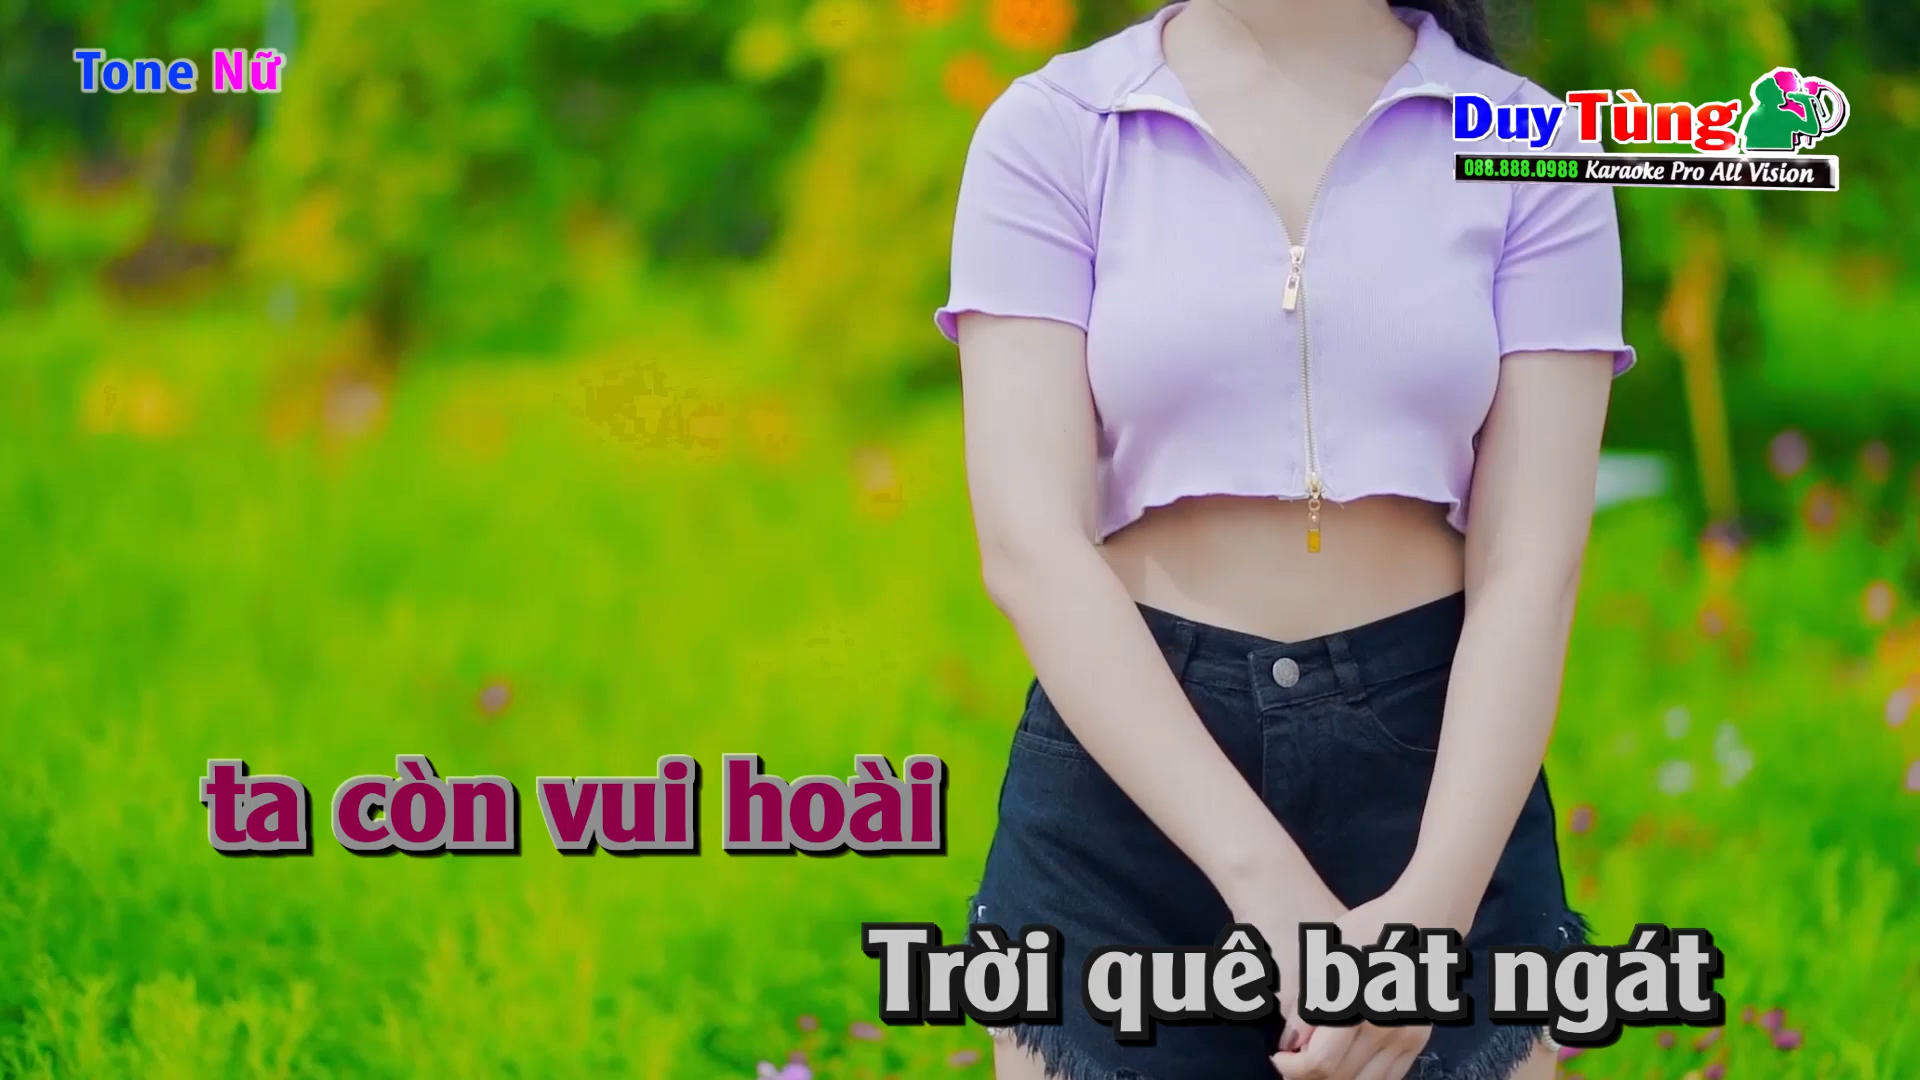 Tone Nữ
Duy Tùng
088.888.0988 Karaoke Pro All Vision
ta còn vui hoài
Trời quê bát ngát